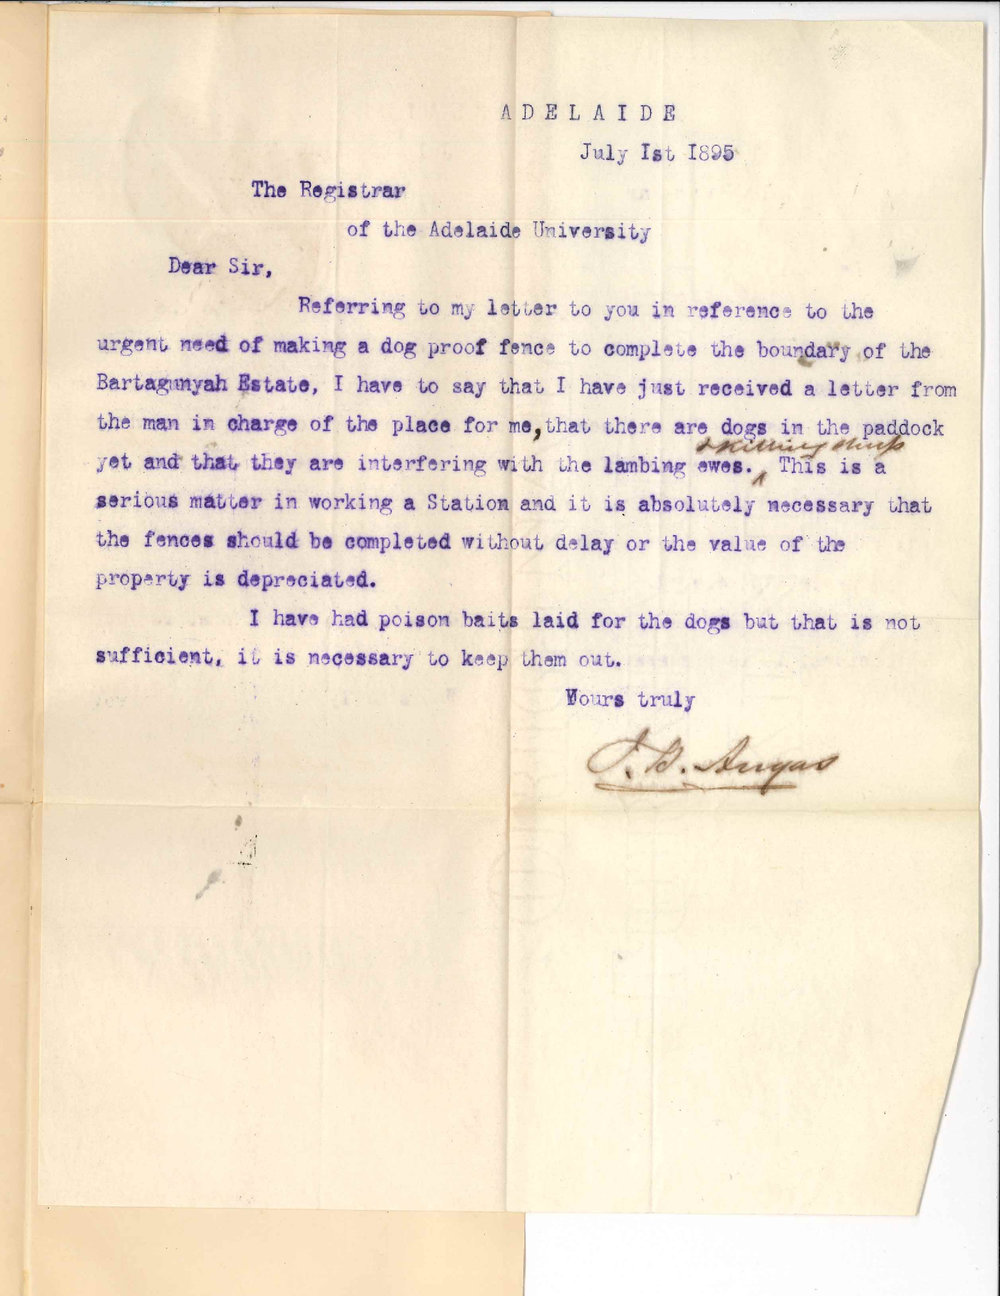 ADELAIDE
July Ist I895
The Registrar
of the Adelaide University
Dear Sir,
Referring to my letter to you in reference to the
urgent need of making a dog proof fence to complete the boundary of the
Bartagunyah Estate, I have to say that I have just received a letter from
the man in charge of the place for me, that there are dogs in the paddock
& killing sheep
yet and that they are interfering with the lambing ewes. This is a
serious matter in working a Station and it is absolutely necessary that
the fences should be completed without delay or the value of the
property is depreciated.
I have had poison baits laid for the dogs but that is not
sufficient, it is necessary to keep them out.
Yours truly
J. H. Angas